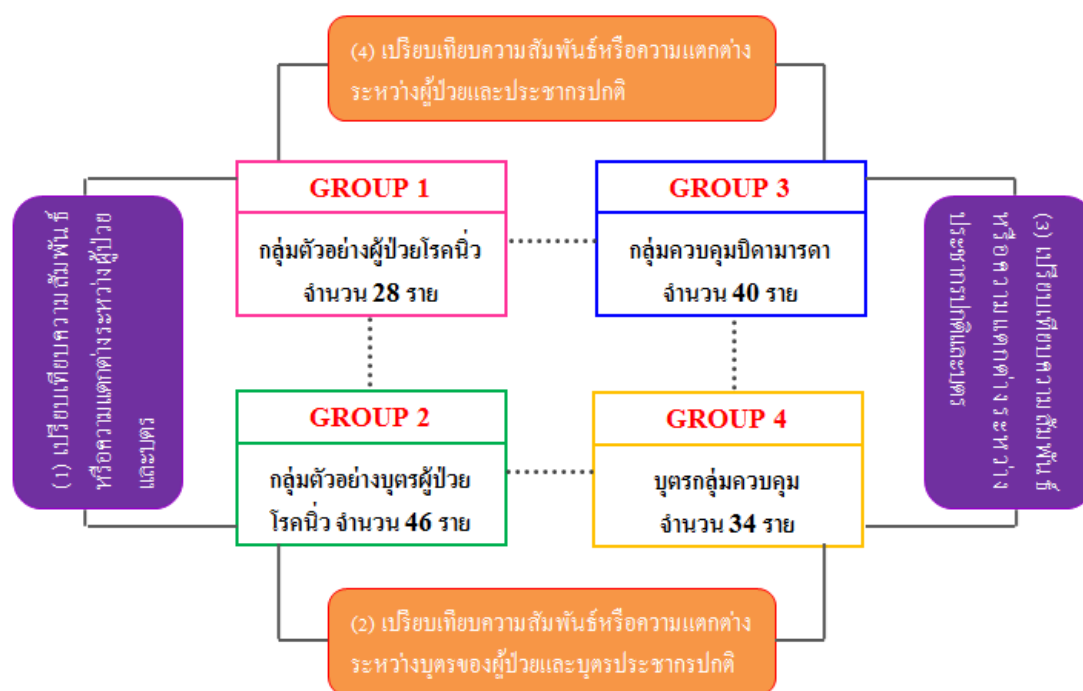 (4) เปรียบเทียบความสัมพันธ์หรือความแตกต่าง
ระหว่างผู้ป่วยและประชากรปกติ
GROUP 1
กลุ่มตัวอย่างผู้ป่วยโรคนิ่ว
จำนวน 28 ราย
GROUP 3
กลุ่มควบคุมบิดามารดา
จำนวน 40 ราย
(1) เปรียบเทียบความสัมพันธ์
หรือความแตกต่างระหว่างผู้ป่วย
และบุตร
(3) เปรียบเทียบความสัมพันธ์
หรือความแตกต่างระหว่าง
ประชาการปกติและบุตร
GROUP 2
กลุ่มตัวอย่างบุตรผู้ป่วย
โรคนิ่ว จำนวน 46 ราย
GROUP 4
บุตรกลุ่มควบคุม
จำนวน 34 ราย
(2) เปรียบเทียบความสัมพันธ์หรือความแตกต่าง
ระหว่างบุตรของผู้ป่วยและบุตรประชากรปกติ